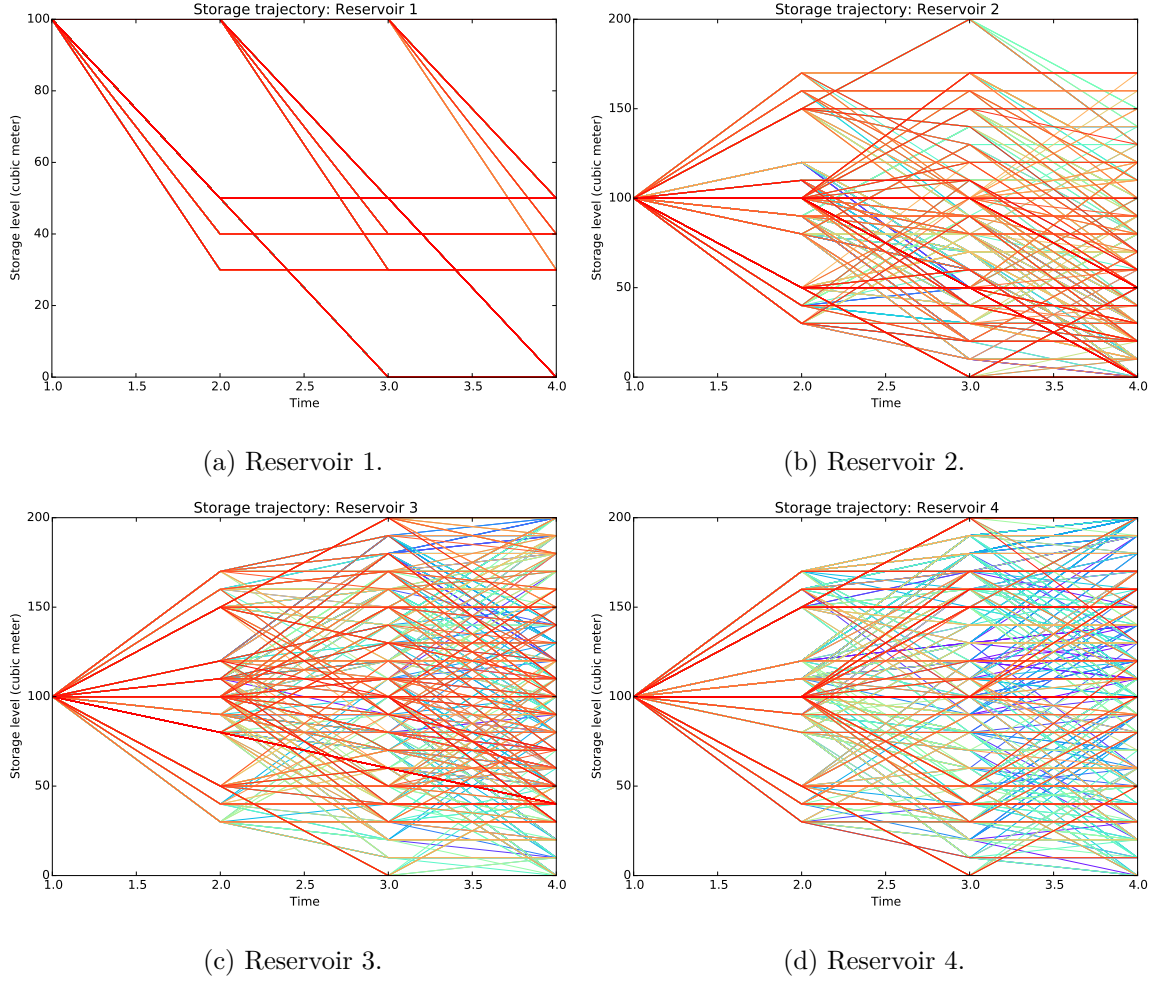 Storage trajectory: Reservoir 1
Storage level (cubic meter)
100
80
60
40
20
0
1.0 1.5 2.0 2.5 3.0 3.5 4.0
Time
(a) Reservoir 1.
Storage trajectory: Reservoir 2
Storage level (cubic meter)
200
150
100
50
0
1.0 1.5 2.0 2.5 3.0 3.5 4.0
Time
(b) Reservoir 2.
Storage trajectory: Reservoir 3
Storage level (cubic meter)
200
150
100
50
0
1.0 1.5 2.0 2.5 3.0 3.5 4.0
Time
(c) Reservoir 3.
Storage trajectory: Reservoir 4
Storage level (cubic meter)
200
150
100
50
0
1.0 1.5 2.0 2.5 3.0 3.5 4.0
Time
(d) Reservoir 4.